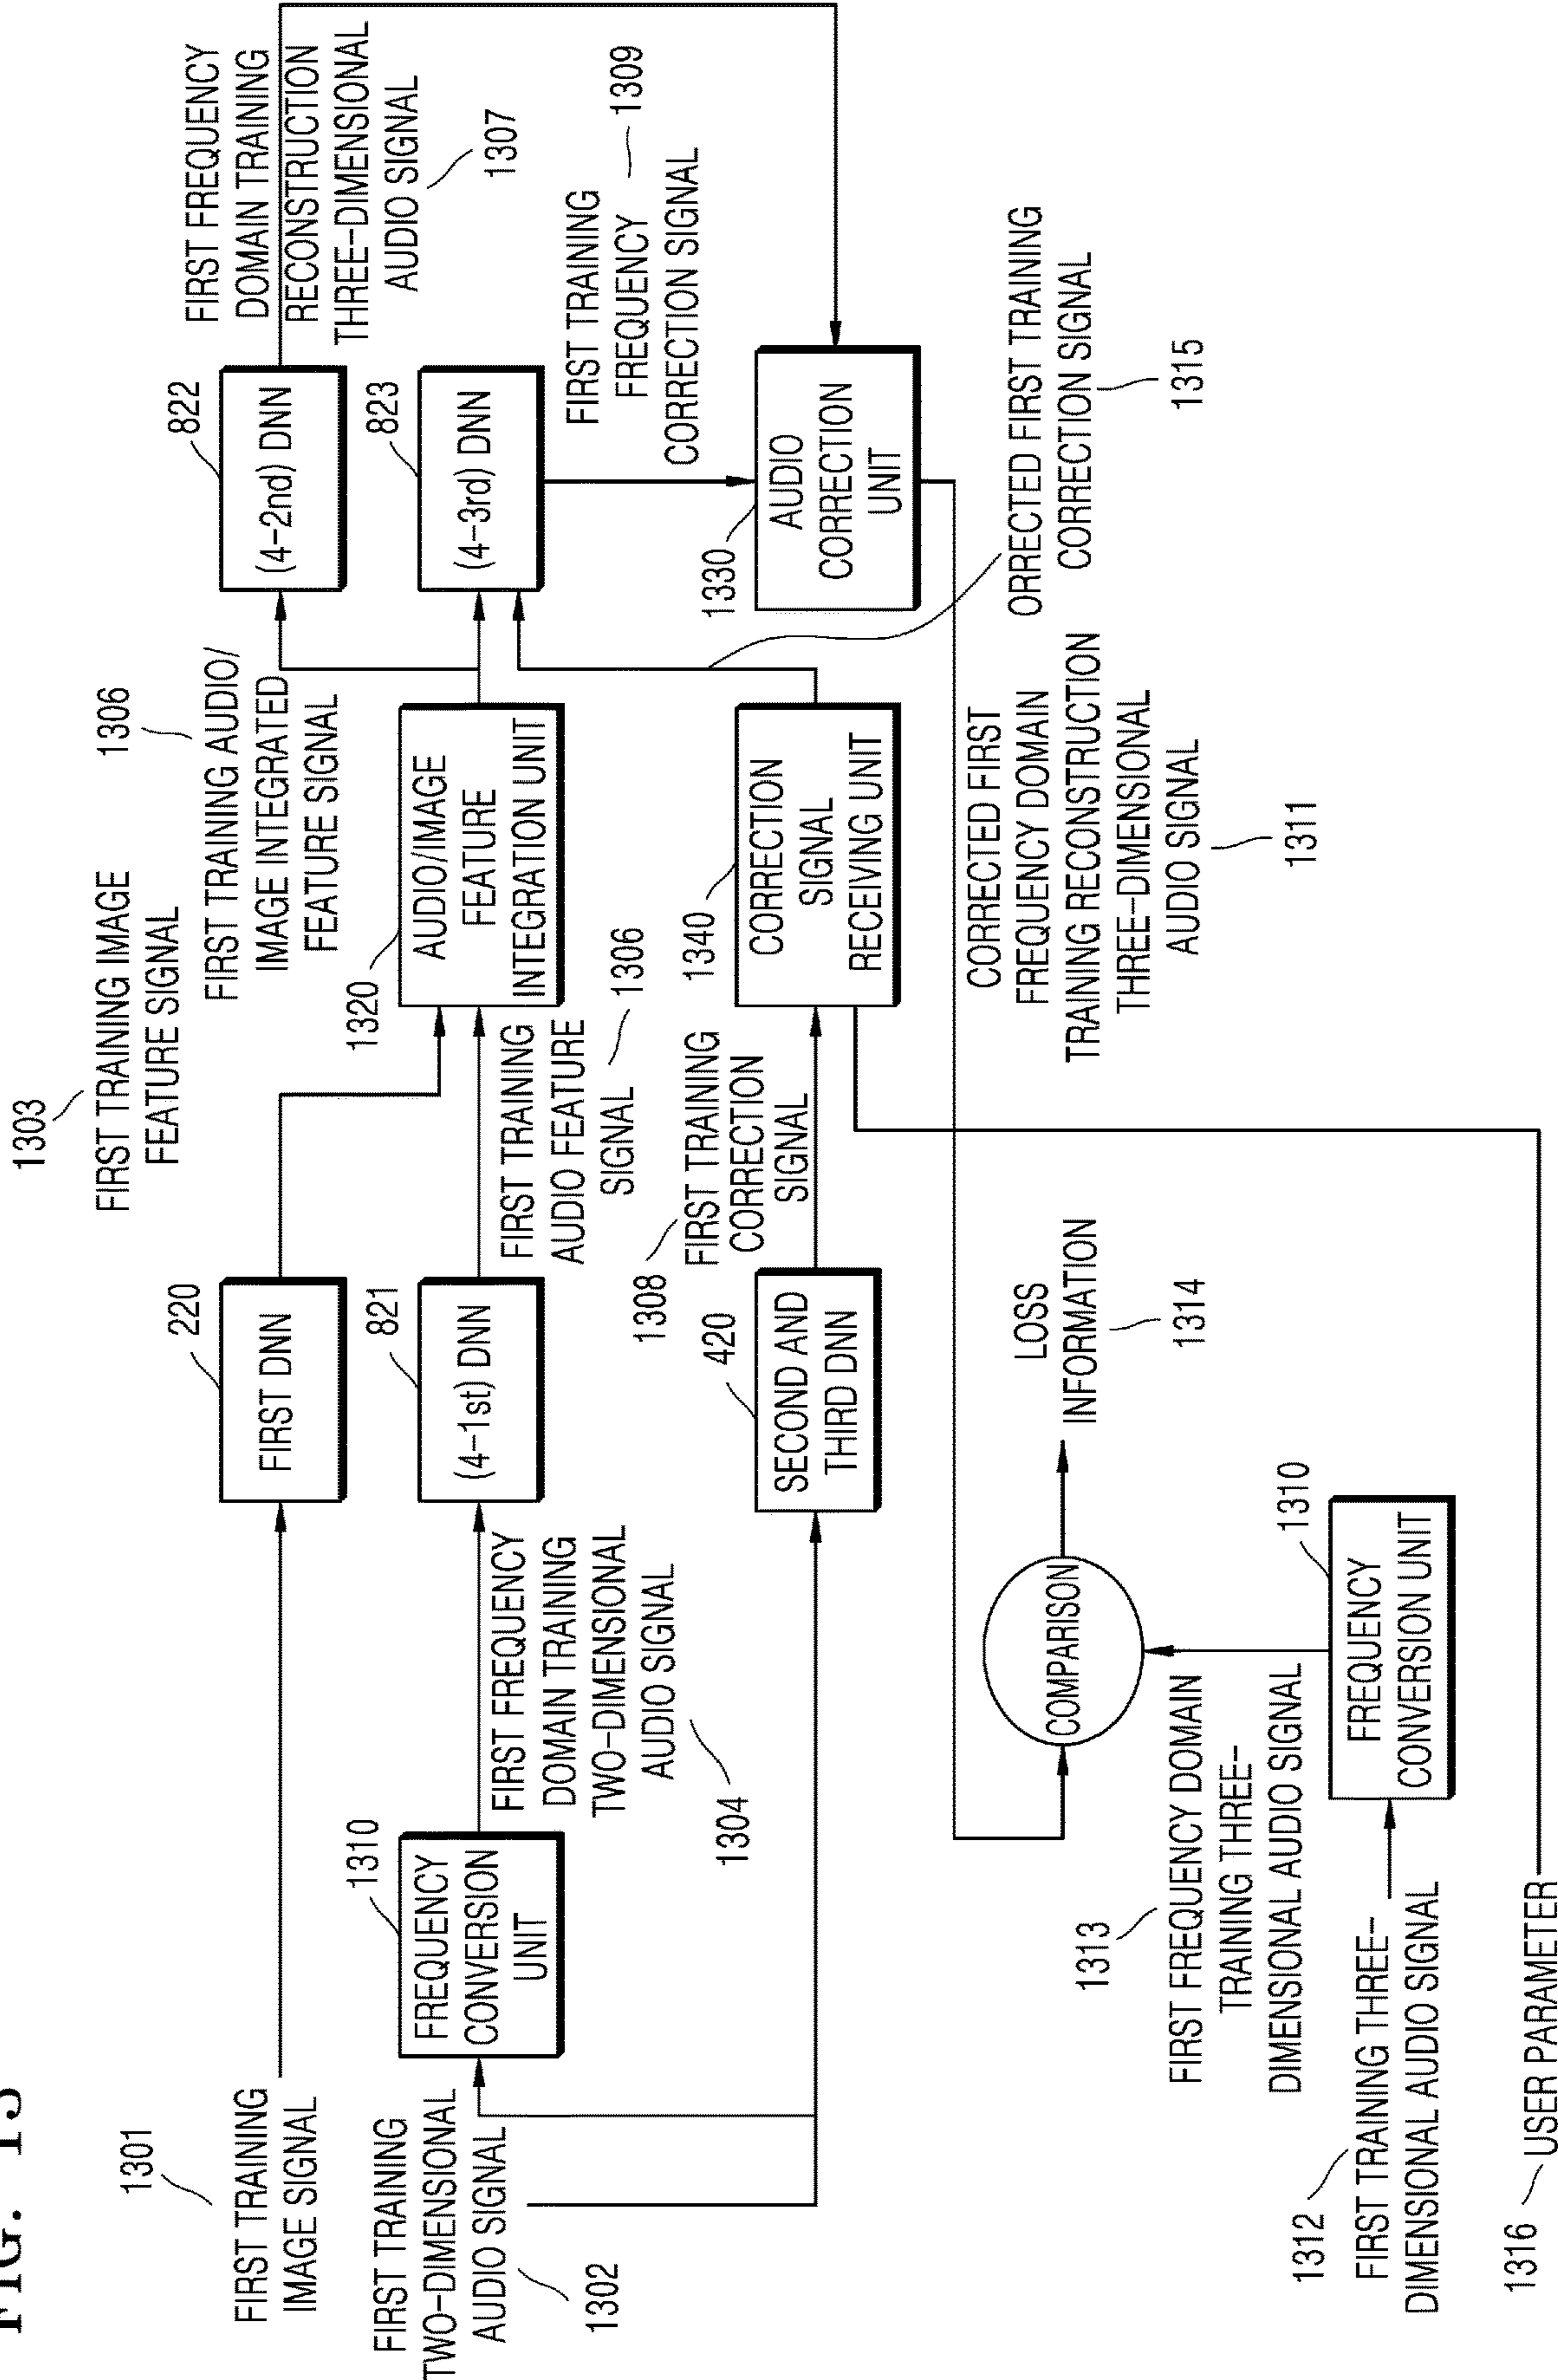 FIG. 13
1301
FIRST TRAINING
IMAGE SIGNAL
FIRST TRAINING
TWO-DIMENSIONAL
AUDIO SIGNAL
1302
1310
FREQUENCY
CONVERSION
UNIT
FIRST FREQUENCY
DOMAIN TRAINING
TWO-DIMENSIONAL
AUDIO SIGNAL
1304
220
FIRST DNN
821
(4-1st) DNN
420
SECOND AND
THIRD DNN
1303
FIRST TRAINING IMAGE
FEATURE SIGNAL
FIRST TRAINING
AUDIO FEATURE
SIGNAL
1306
1308
FIRST TRAINING
CORRECTION
SIGNAL
1320
AUDIO/IMAGE
FEATURE
INTEGRATION UNIT
1340
CORRECTION
SIGNAL
RECEIVING UNIT
1306
FIRST TRAINING AUDIO/
IMAGE INTEGRATED
FEATURE SIGNAL
822
(4-2nd) DNN
823
(4-3rd) DNN
FIRST FREQUENCY
DOMAIN TRAINING
RECONSTRUCTION
THREE-DIMENSIONAL
AUDIO SIGNAL
1307
FIRST TRAINING
FREQUENCY
CORRECTION SIGNAL
1309
1330
AUDIO
CORRECTION
UNIT
ORRECTED FIRST TRAINING
CORRECTION SIGNAL
1315
CORRECTED FIRST
FREQUENCY DOMAIN
TRAINING RECONSTRUCTION
THREE-DIMENSIONAL
AUDIO SIGNAL
1311
COMPARISON
LOSS
INFORMATION
1314
1313
FIRST FREQUENCY DOMAIN
TRAINING THREE-
DIMENSIONAL AUDIO SIGNAL
1310
FREQUENCY
CONVERSION UNIT
1312
FIRST TRAINING THREE-
DIMENSIONAL AUDIO SIGNAL
1316
USER PARAMETER